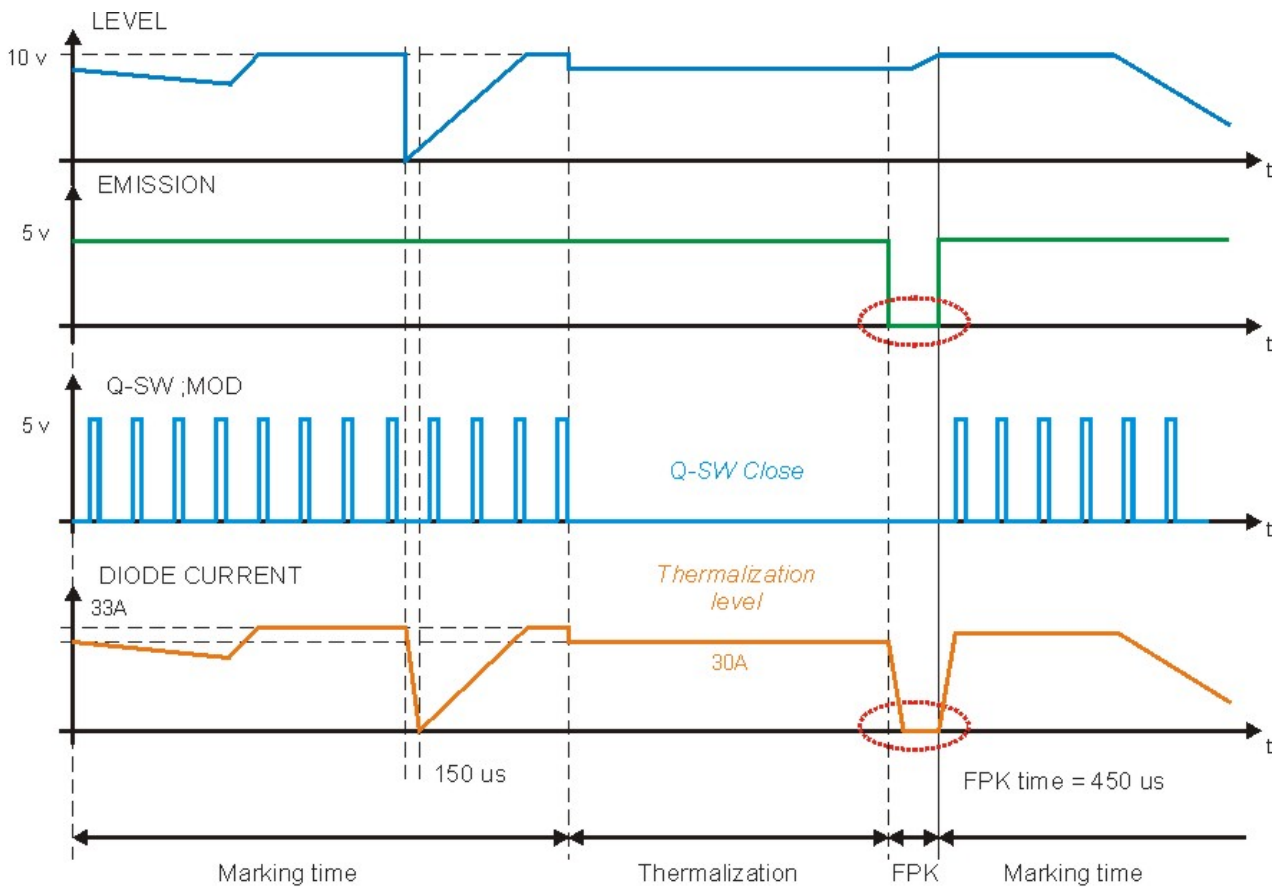 LEVEL
10 v
t
EMISSION
5 v
t
Q-SW ;MOD
5 v
Q-SW Close
t
DIODE CURRENT
33A
Thermalization
level
30A
t
150 us
FPK time = 450 us
Marking time
Thermalization
FPK
Marking time